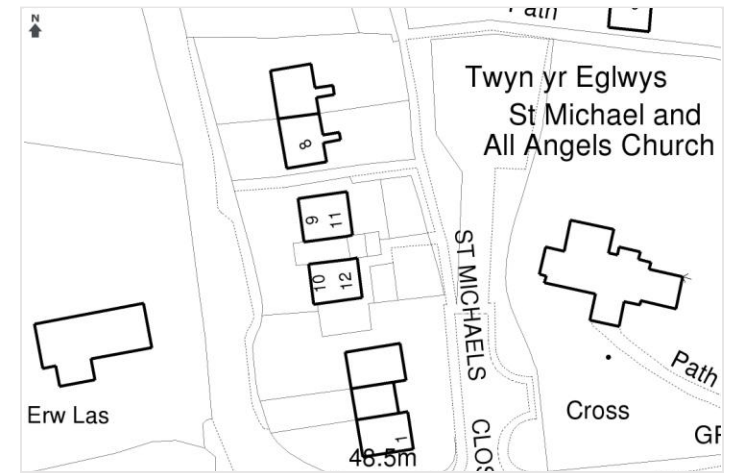 N
Path
Twyn yr Eglwys
St Michael and
All Angels Church
8
9
11
10
12
ST MICHAELS
CLOS
Path
Erw Las
Cross
1
48.5m